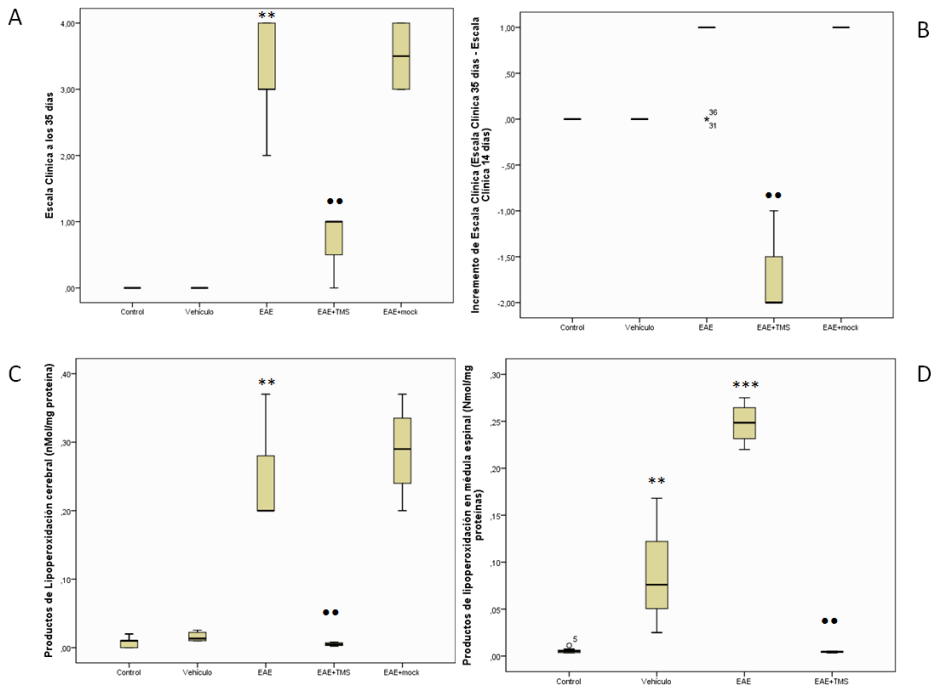 A
Escala Clínica a los 35 días
4,00
3,00
2,00
1,00
,00
**
••
Control
Vehículo
EAE
EAE+TMS
EAE+mock
B
Incremento de Escala Clínica (Escala Clínica 35 días - Escala
Clínica 14 días)
1,00
,50
,00
-,50
-1,00
-1,50
-2,00
*
36
31
••
Control
Vehículo
EAE
EAE+TMS
EAE+mock
C
Productos de Lipoperoxidación cerebral (nMol/mg proteina)
,40
,30
,20
,10
,00
**
••
Control
Vehículo
EAE
EAE+TMS
EAE+mock
D
Productos de lipoperoxidación en médula espinal (Nmol/mg
proteínas)
,30
,25
,20
,15
,10
,05
,00
5
**
***
••
Control
Vehículo
EAE
EAE+TMS